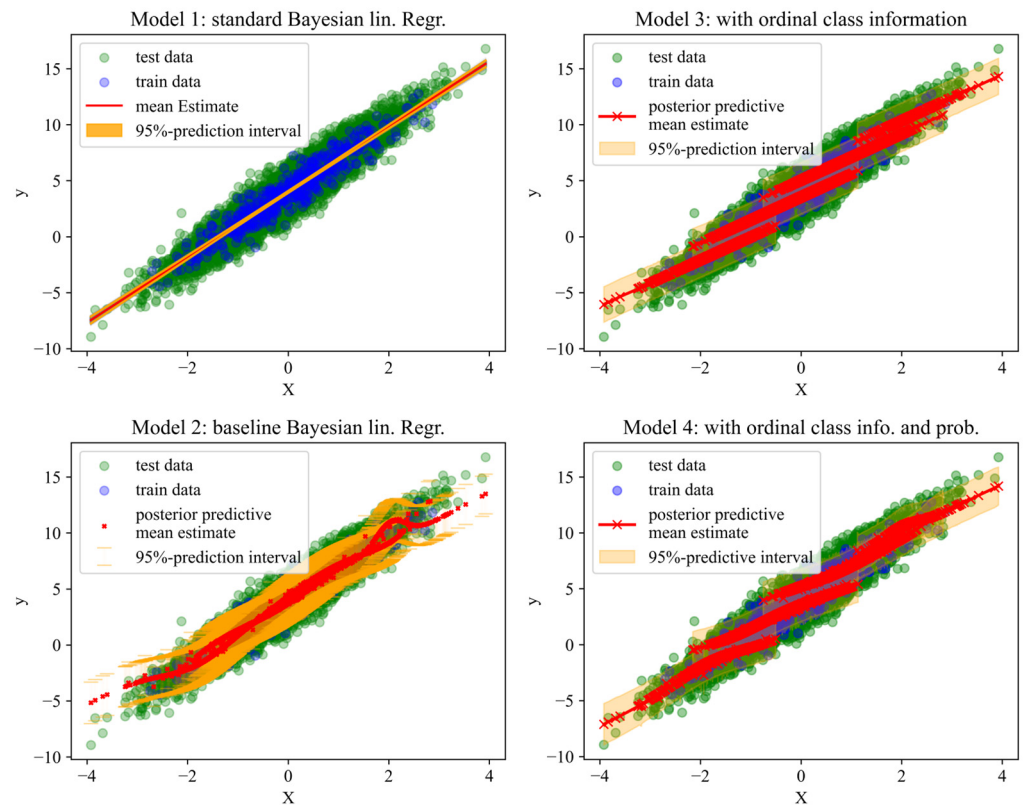 Model 1: standard Bayesian lin. Regr.
test data
train data
mean Estimate
95%-prediction interval
15
10
5
0
−5
−10
y
−4
−2
0
2
4
X
Model 3: with ordinal class information
test data
train data
posterior predictive
mean estimate
95%-prediction interval
15
10
5
0
−5
−10
y
−4
−2
0
2
4
X
Model 2: baseline Bayesian lin. Regr.
test data
train data
posterior predictive
mean estimate
95%-prediction interval
15
10
5
0
−5
−10
y
−4
−2
0
2
4
X
Model 4: with ordinal class info. and prob.
test data
train data
posterior predictive
mean estimate
95%-predictive interval
15
10
5
0
−5
−10
y
−4
−2
0
2
4
X